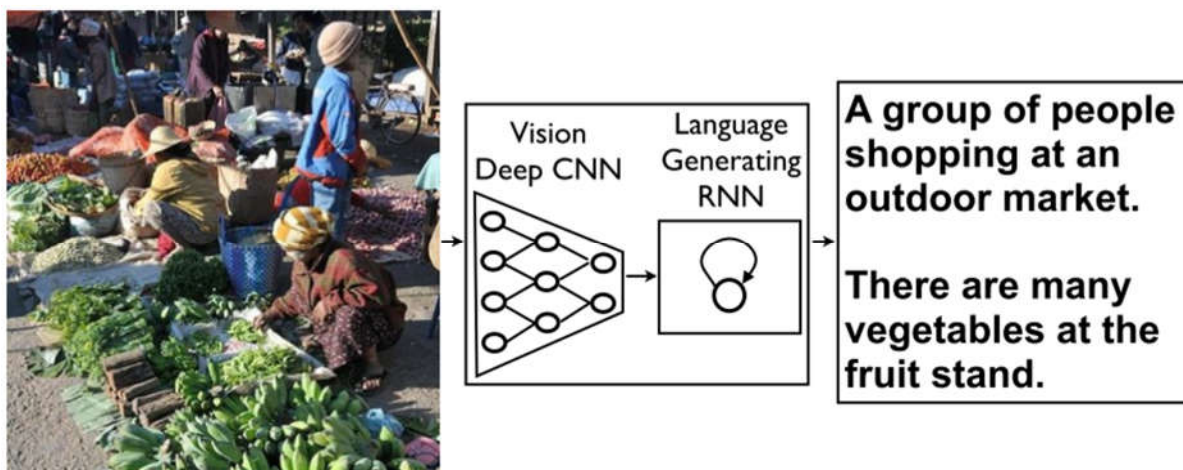 Vision
Deep CNN
Language
Generating
RNN
A group of people
shopping at an
outdoor market.
There are many
vegetables at the
fruit stand.